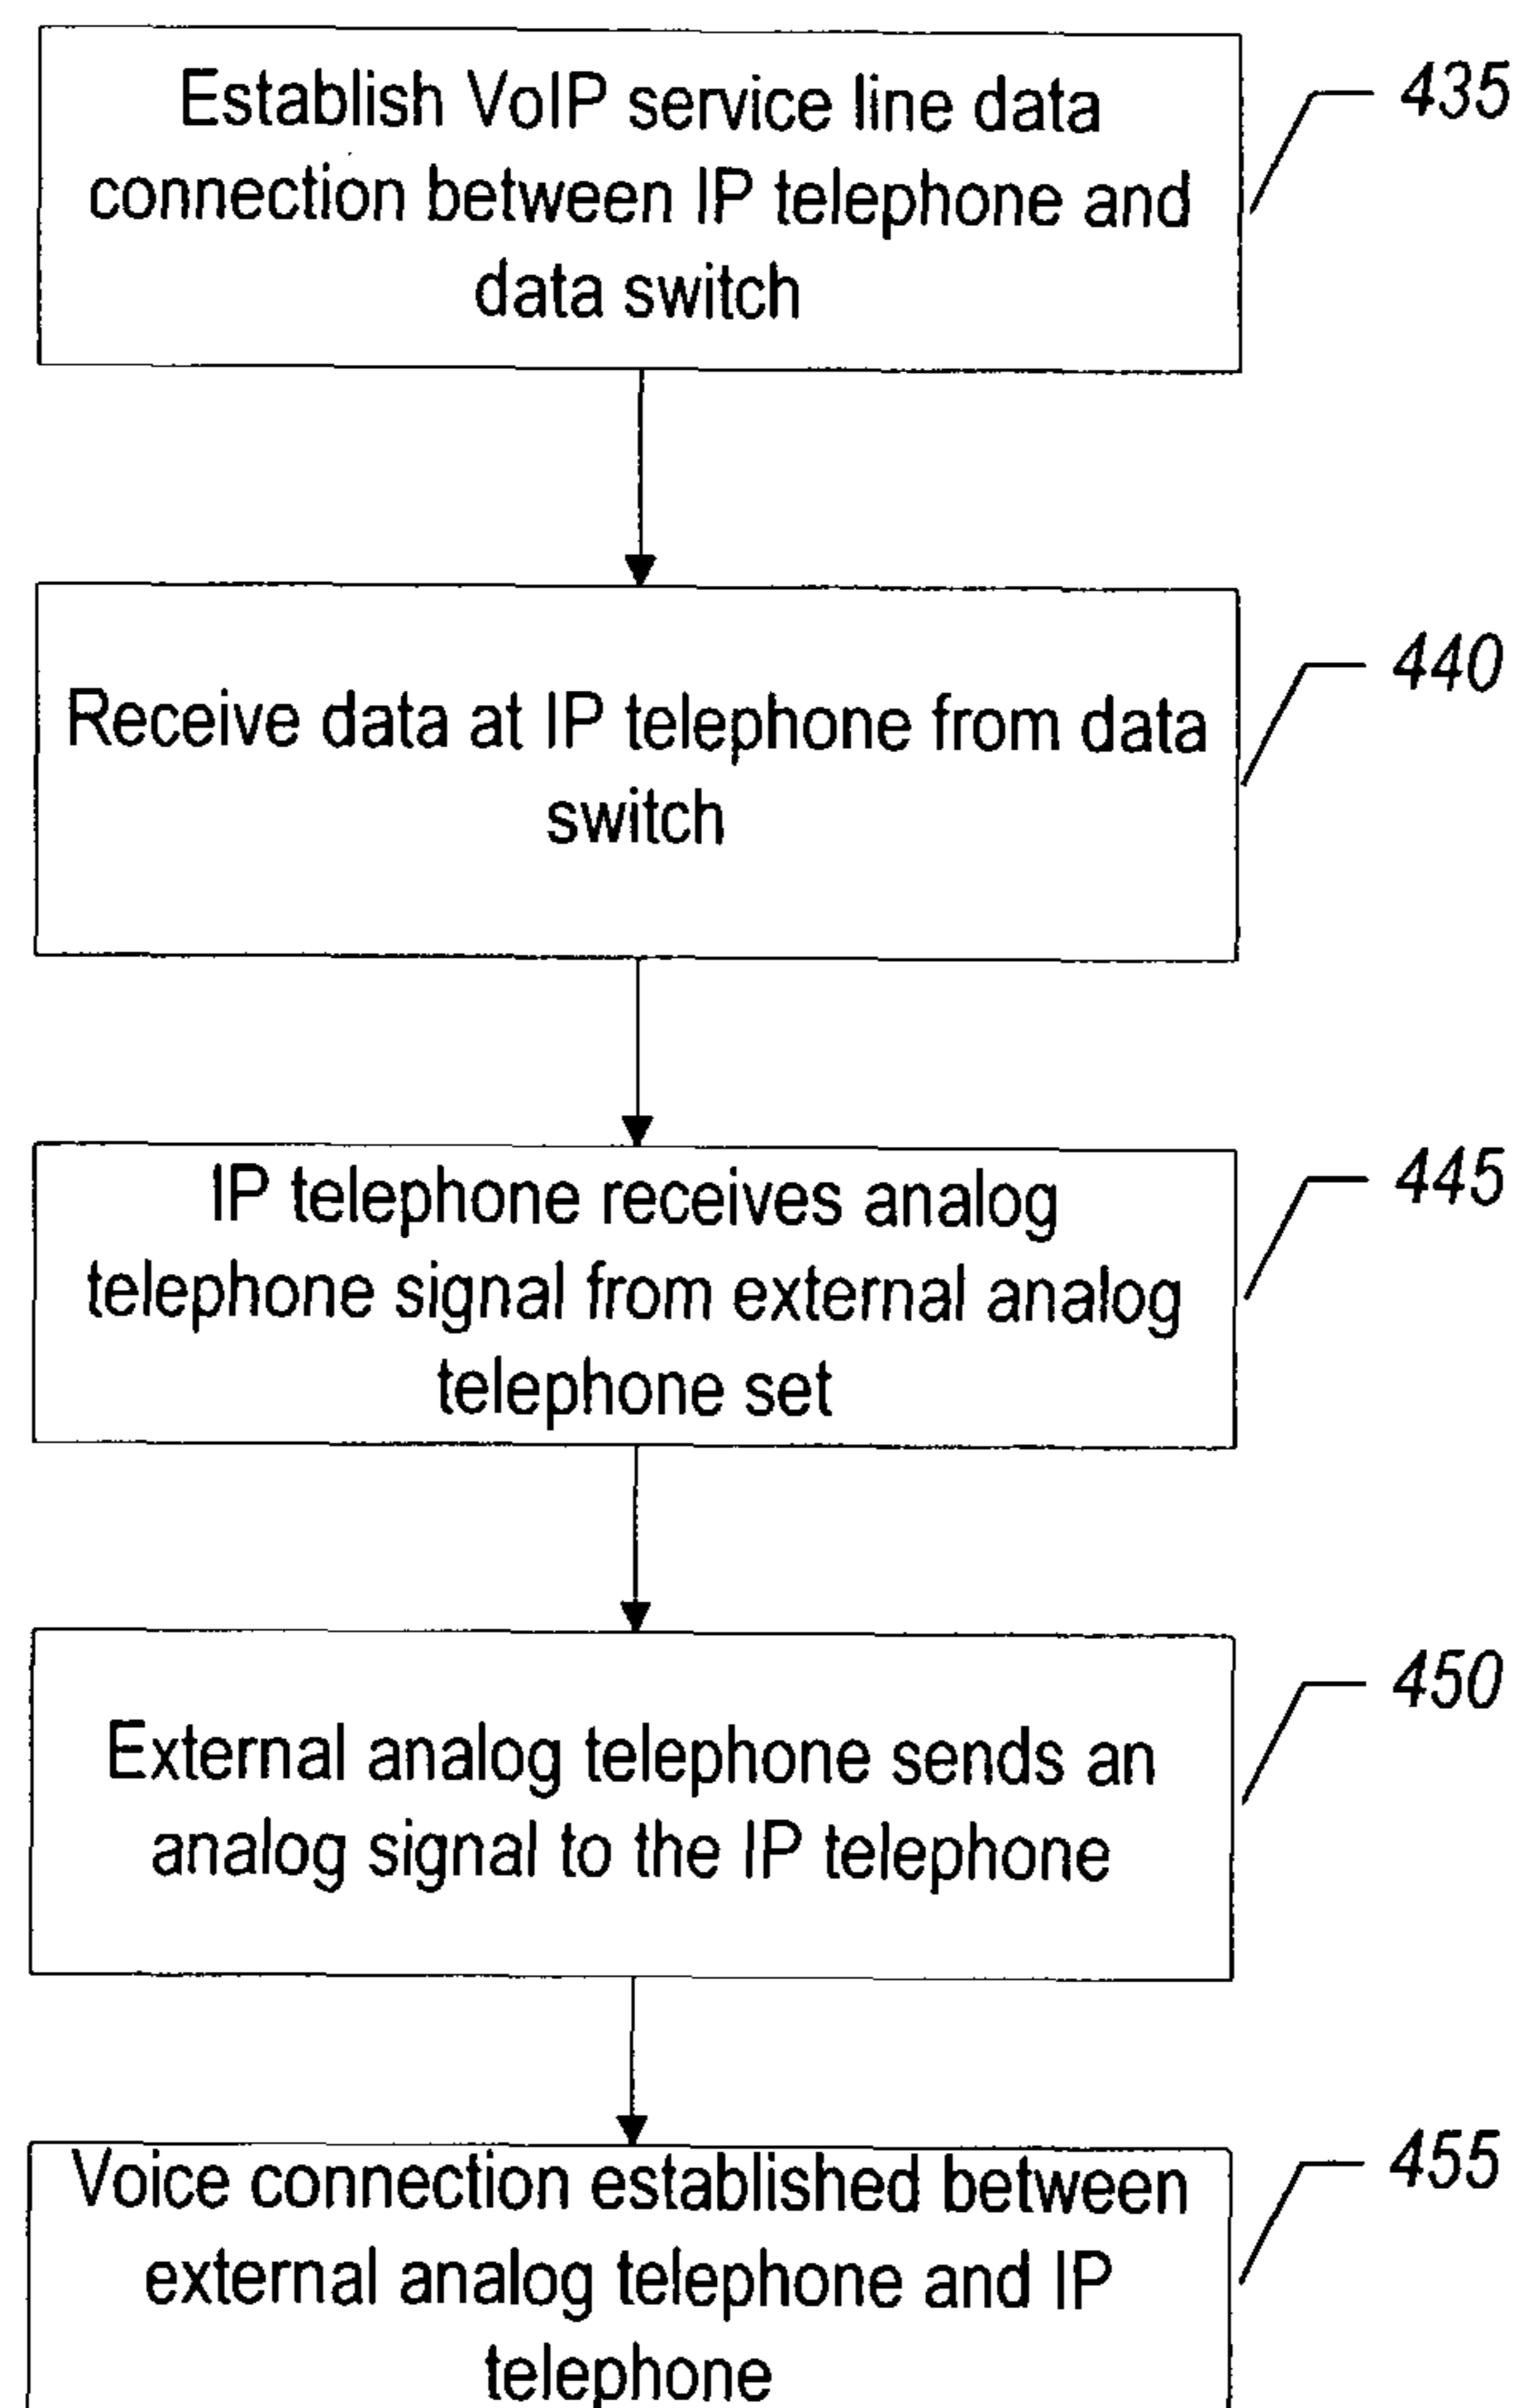 Establish VoIP service line data
435
connection between IP telephone and
data switch
440
Receive data at IP telephone from data
switch
IP telephone receives analog
445
telephone signal from external analog
telephone set
450
External analog telephone sends an
analog signal to the IP telephone
Voice connection established between
455
external analog telephone and IP
telephone